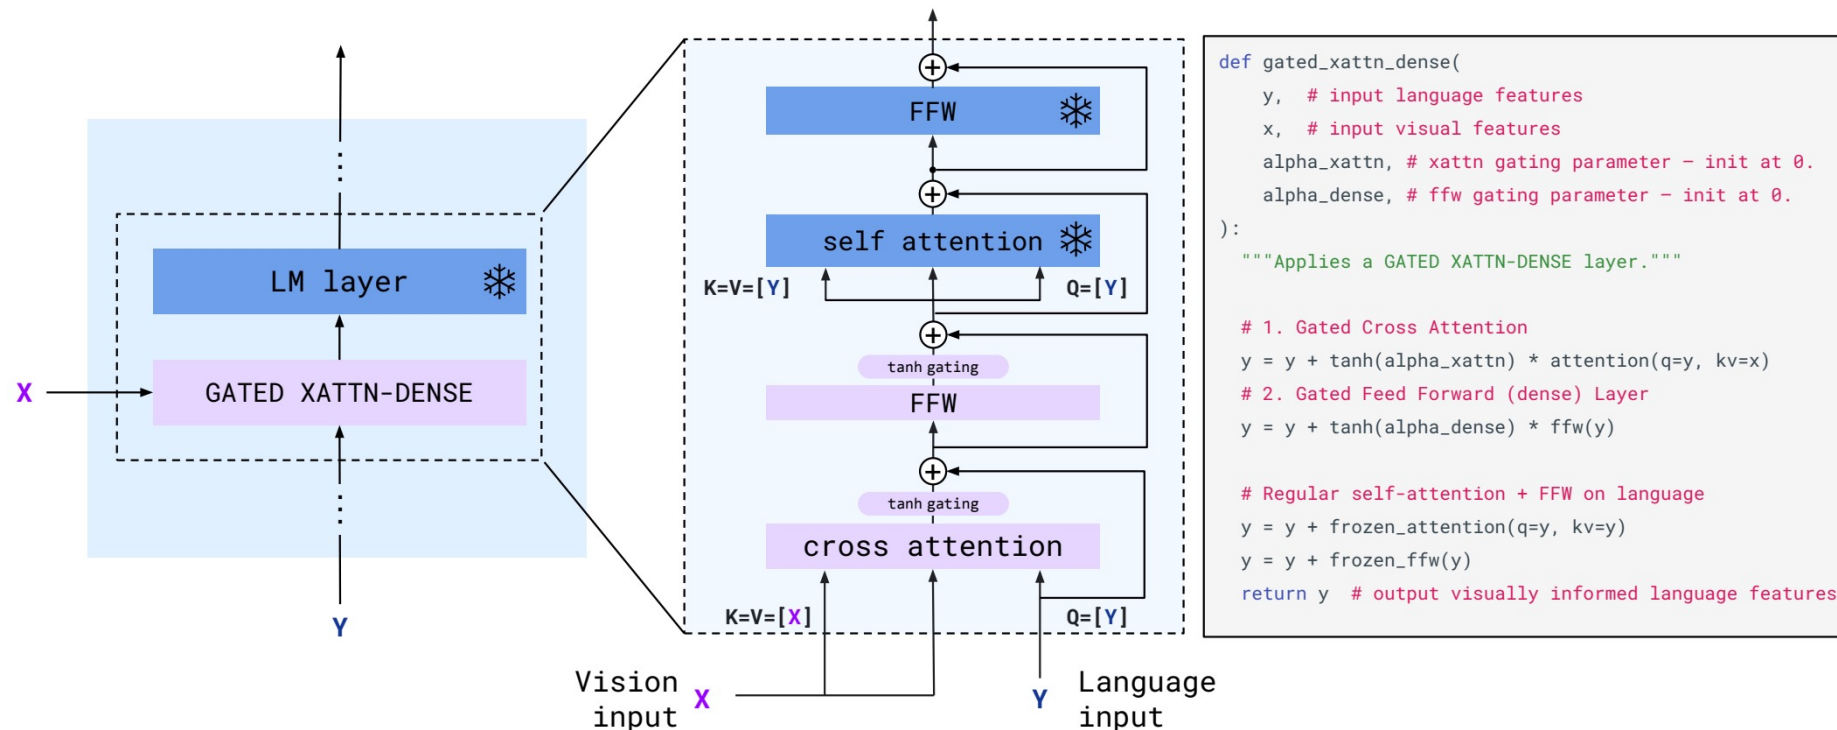 LM layer
X
GATED XATTN-DENSE
Y
FFW
self attention
K=V=[Y]
Q=[Y]
tanh gating
FFW
tanh gating
cross attention
K=V=[X]
Q=[Y]
Vision
input
X
Y
Language
input
def gated_xattn_dense(
y, # input language features
x, # input visual features
alpha_xattn, # xattn gating parameter – init at 0.
alpha_dense, # ffw gating parameter – init at 0.
):
"""Applies a GATED XATTN-DENSE layer."""
# 1. Gated Cross Attention
y = y + tanh(alpha_xattn) * attention(q=y, kv=x)
# 2. Gated Feed Forward (dense) Layer
y = y + tanh(alpha_dense) * ffw(y)
# Regular self-attention + FFW on language
y = y + frozen_attention(q=y, kv=y)
y = y + frozen_ffw(y)
return y # output visually informed language features